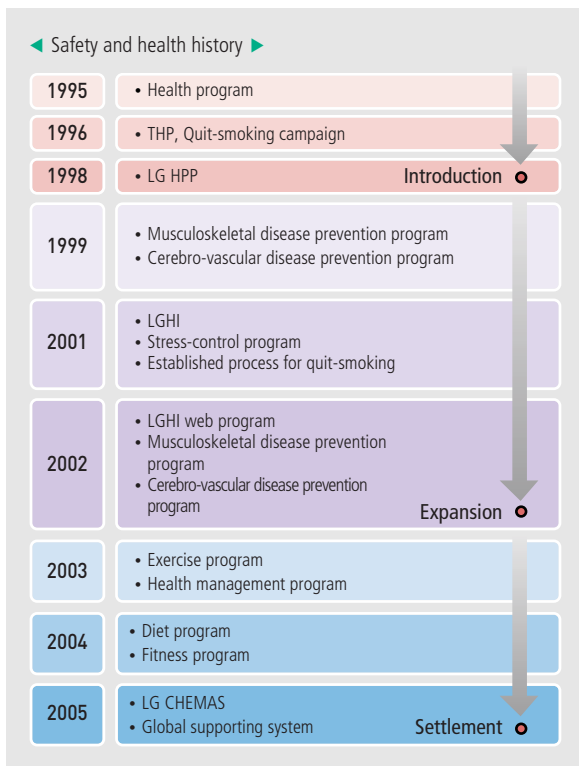 ◀ Safety and health history ▶
1995
• Health program
1996
• THP, Quit-smoking campaign
1998
• LG HPP
Introduction
1999
• Musculoskeletal disease prevention program
• Cerebro-vascular disease prevention program
2001
• LGHI
• Stress-control program
• Established process for quit-smoking
2002
• LGHI web program
• Musculoskeletal disease prevention
program
• Cerebro-vascular disease prevention
program
Expansion
2003
• Exercise program
• Health management program
2004
• Diet program
• Fitness program
2005
• LG CHEMAS
• Global supporting system
Settlement